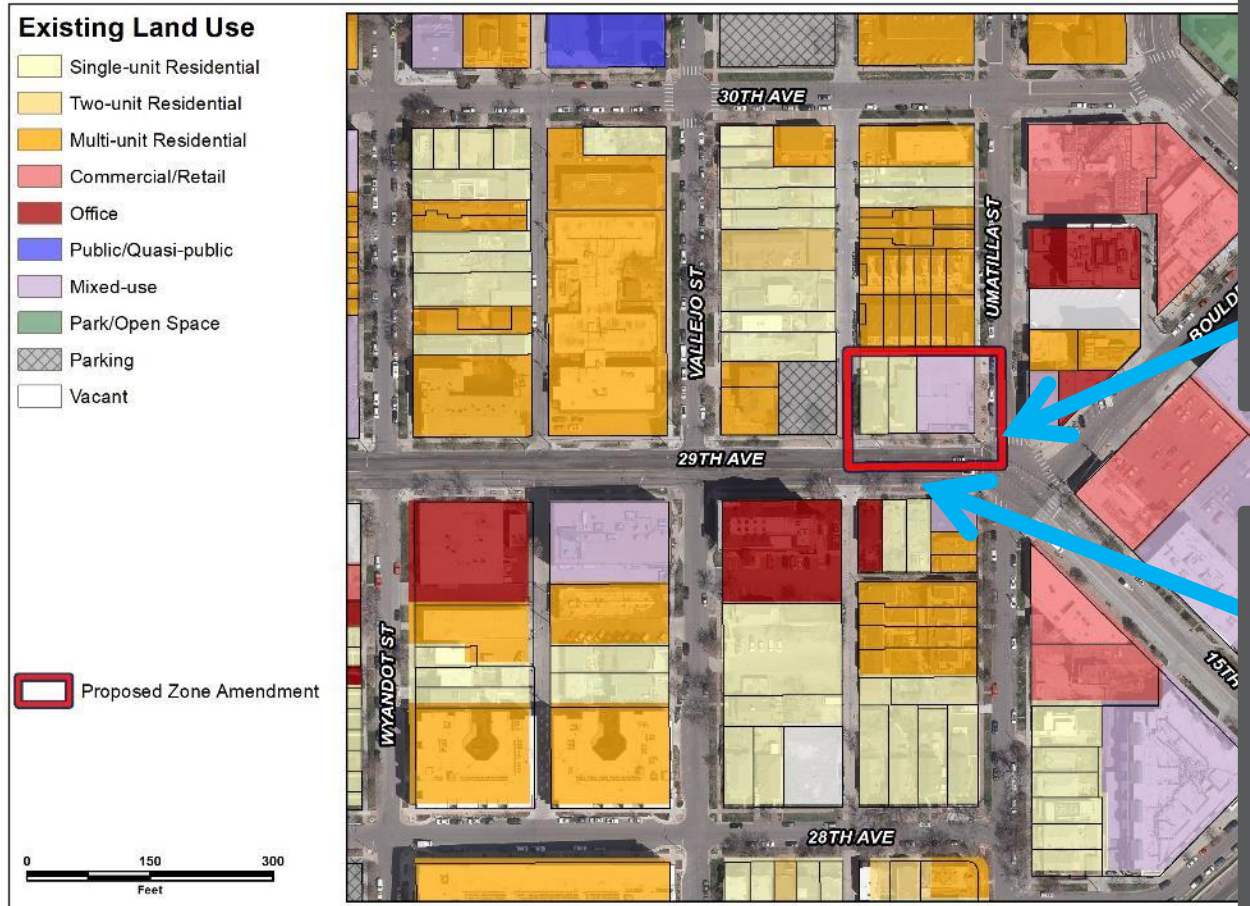 Existing Land Use
Single-unit Residential
Two-unit Residential
Multi-unit Residential
Commercial/Retail
Office
Public/Quasi-public
Mixed-use
Park/Open Space
Parking
Vacant
Proposed Zone Amendment
0 150 300
Feet
30TH AVE
VALLEJO ST
UMATILLA ST
29TH AVE
WYANDOT ST
15TH
28TH AVE